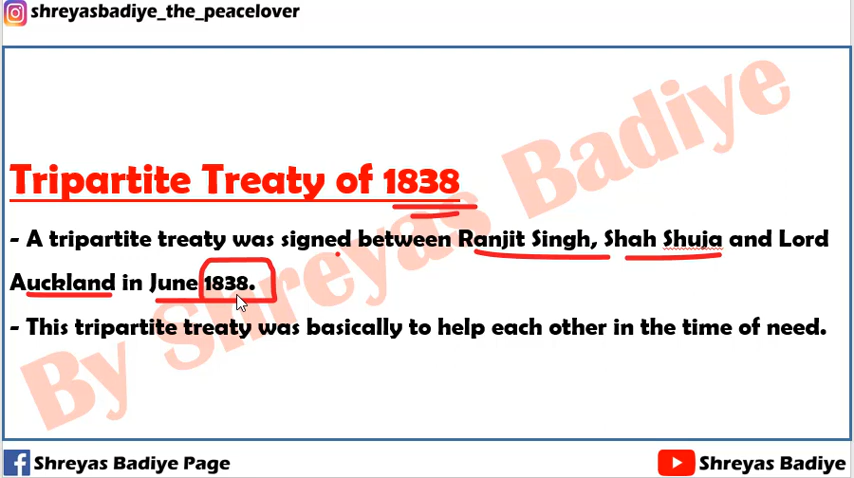 shreyasbadiye_the_peacelover
Tripartite Treaty of 1838
- A tripartite treaty was signed between Ranjit Singh, Shah Shuja and Lord
Auckland in June 1838.
- This tripartite treaty was basically to help each other in the time of need.
By Shreyas Badiye
Shreyas Badiye Page
Shreyas Badiye